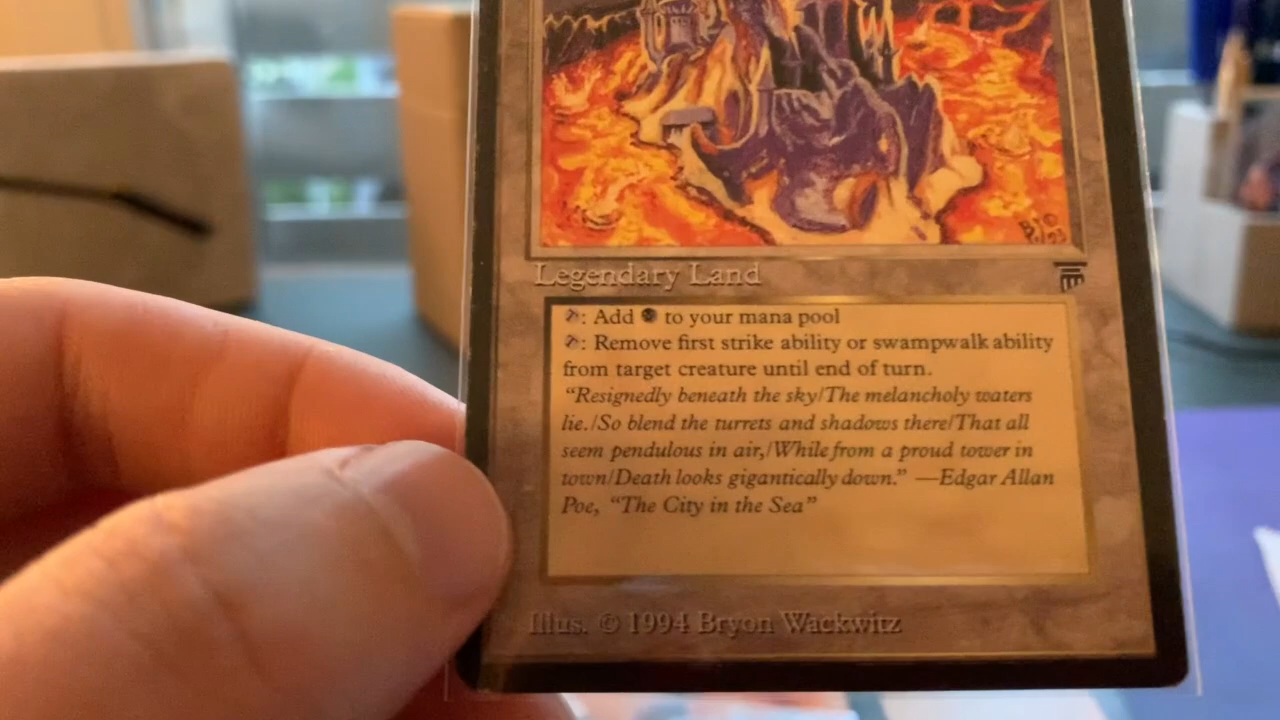 Legendary Land
: Add to your mana pool
: Remove first strike ability or swampwalk ability
from target creature until end of turn.
“Resignedly beneath the sky/The melancholy waters
lie./So blend the turrets and shadows there/That all
seem pendulous in air,/While from a proud tower in
town/Death looks gigantically down.” —Edgar Allan
Poe, “The City in the Sea”
Illus. © 1994 Bryon Wackwitz